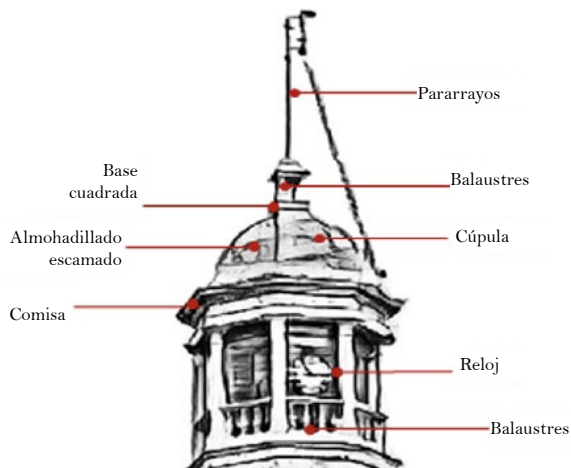 Pararrayos
Base
cuadrada
Balaustres
Almohadillado
escamado
Cúpula
Comisa
Reloj
Balaustres